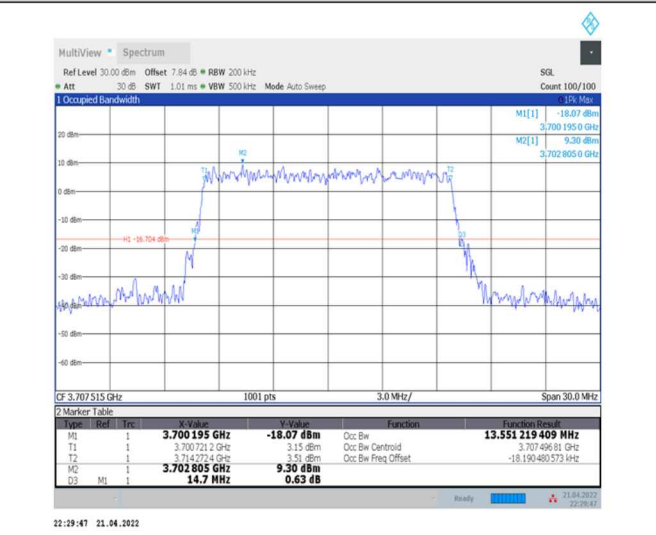 MultiView Spectrum
Ref Level 30.00 dBm Offset 7.84 dB RBW 200 kHz SGL
Att 30 dB SWT 1.01 ms VBW 500 kHz Mode Auto Sweep Count 100/100
1 Occupied Bandwidth 1Pk Max
M1[1] -18.07 dBm
3.700 195 0 GHz
M2[1] 9.30 dBm
3.702 805 0 GHz
20 dBm
M2
10 dBm
T1 T2
0 dBm
-10 dBm
M1 D3
H1 -16.704 dBm
-20 dBm
-30 dBm
-40 dBm
-50 dBm
-60 dBm
CF 3.707 515 GHz 1001 pts 3.0 MHz/ Span 30.0 MHz
2 Marker Table
Type Ref Trc X-Value Y-Value Function Function Result
M1 1 3.700 195 GHz -18.07 dBm Occ Bw 13.551 219 409 MHz
T1 1 3.700 721 2 GHz 3.15 dBm Occ Bw Centroid 3.707 496 81 GHz
T2 1 3.714 272 4 GHz 3.51 dBm Occ Bw Freq Offset -18.190 480 573 kHz
M2 1 3.702 805 GHz 9.30 dBm
D3 M1 1 14.7 MHz 0.63 dB
Ready 21.04.2022
22:29:47
22:29:47 21.04.2022